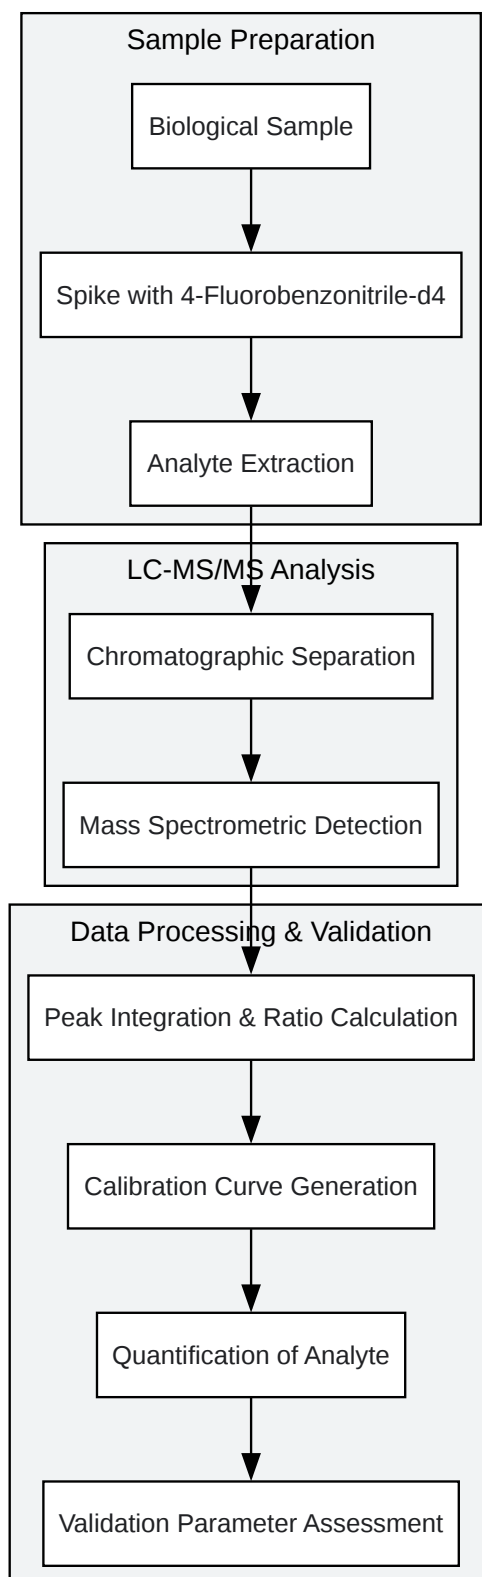 Sample Preparation
Biological Sample
Spike with 4-Fluorobenzonitrile-d4
Analyte Extraction
LC-MS/MS Analysis
Chromatographic Separation
Mass Spectrometric Detection
Data Processing & Validation
Peak Integration & Ratio Calculation
Calibration Curve Generation
Quantification of Analyte
Validation Parameter Assessment